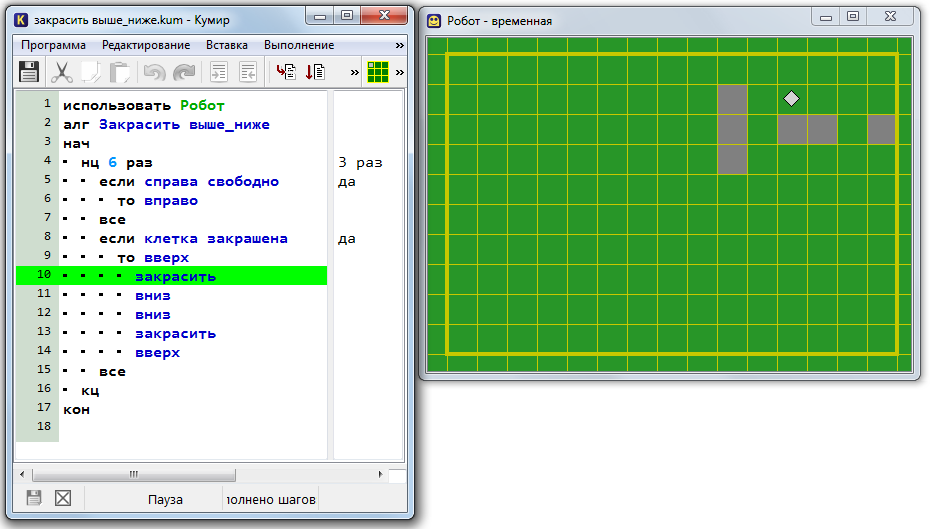 закрасить выше_ниже.kum - Кумир
Программа Редактирование Вставка Выполнение »
» »
1 использовать Робот
2 алг Закрасить выше_ниже
3 нач
4 нц 6 раз 3 раз
5 если справа свободно да
6 то вправо
7 все
8 если клетка закрашена да
9 то вверх
10 закрасить
11 вниз
12 вниз
13 закрасить
14 вверх
15 все
16 кц
17 кон
18
Пауза олнено шагов
Робот - временная